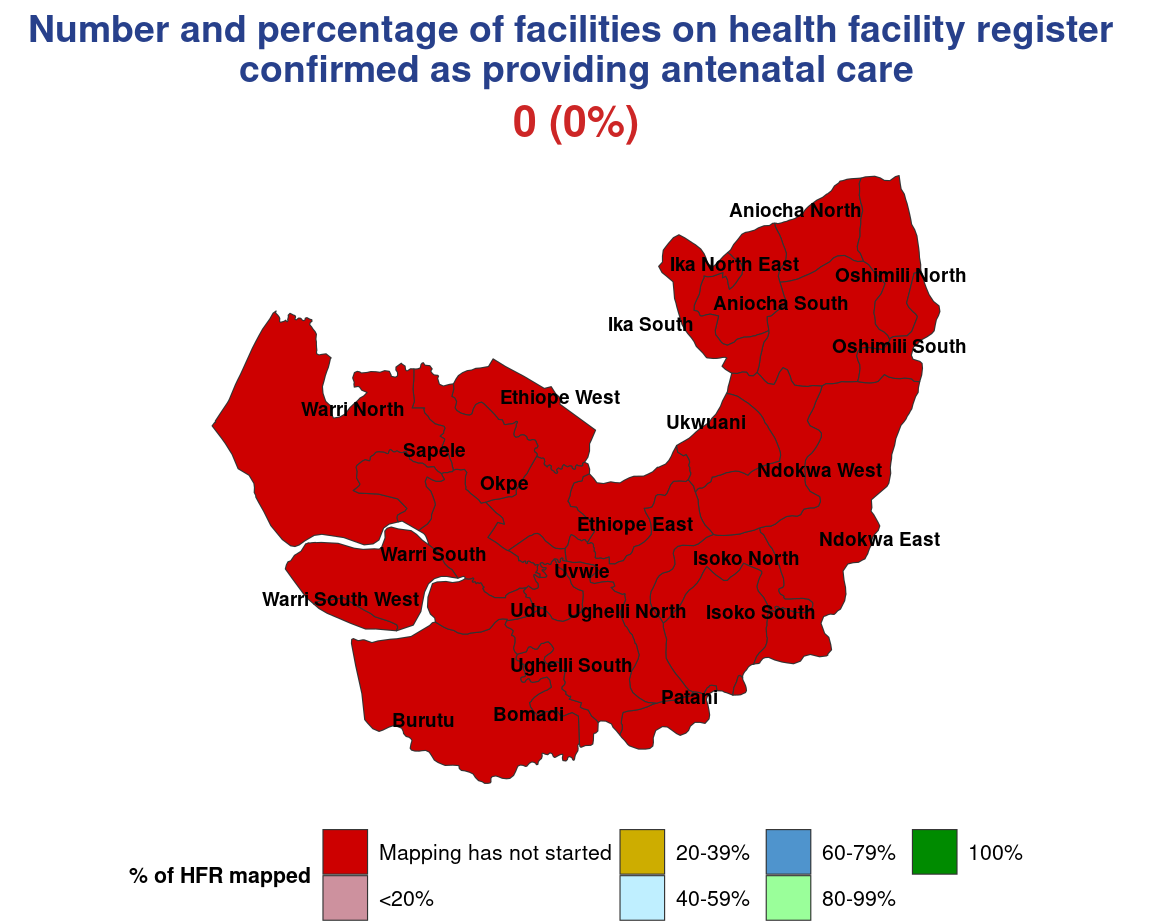 Number and percentage of facilities on health facility register
confirmed as providing antenatal care
0 (0%)
Aniocha North
Ika North East
Oshimili North
Aniocha South
Ika South
Oshimili South
Ethiope West
Warri North
Ukwuani
Sapele
Ndokwa West
Okpe
Ethiope East
Ndokwa East
Warri South
Isoko North
Uvwie
Warri South West
Udu
Ughelli North
Isoko South
Ughelli South
Patani
Bomadi
Burutu
% of HFR mapped
Mapping has not started
<20%
20-39%
40-59%
60-79%
80-99%
100%